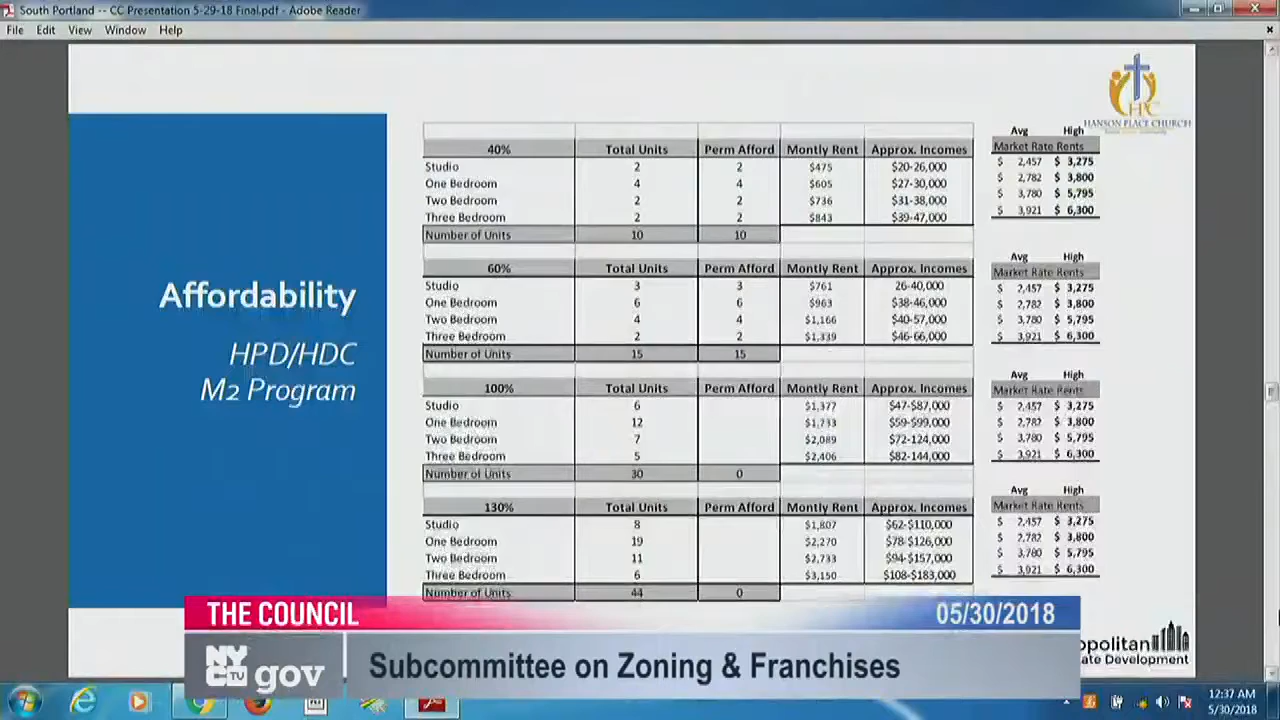 South Portland -- CC Presentation 5-29-18 Final.pdf - Adobe Reader
File Edit View Window Help
HANSON PLACE CHURCH
Affordability
HPD/HDC
M2 Program
40% Total Units Perm Afford Montly Rent Approx. Incomes
Studio 2 2 $475 $20-26,000
One Bedroom 4 4 $605 $27-30,000
Two Bedroom 2 2 $736 $31-38,000
Three Bedroom 2 2 $843 $39-47,000
Number of Units 10 10
Avg High
Market Rate Rents
$ 2,457 $ 3,275
$ 2,782 $ 3,800
$ 3,780 $ 5,795
$ 3,921 $ 6,300
60% Total Units Perm Afford Montly Rent Approx. Incomes
Studio 3 3 $761 26-40,000
One Bedroom 6 6 $963 $38-46,000
Two Bedroom 4 4 $1,166 $40-57,000
Three Bedroom 2 2 $1,339 $46-66,000
Number of Units 15 15
Avg High
Market Rate Rents
$ 2,457 $ 3,275
$ 2,782 $ 3,800
$ 3,780 $ 5,795
$ 3,921 $ 6,300
100% Total Units Perm Afford Montly Rent Approx. Incomes
Studio 6 $1,377 $47-$87,000
One Bedroom 12 $1,733 $59-$99,000
Two Bedroom 7 $2,089 $72-124,000
Three Bedroom 5 $2,406 $82-144,000
Number of Units 30 0
Avg High
Market Rate Rents
$ 2,457 $ 3,275
$ 2,782 $ 3,800
$ 3,780 $ 5,795
$ 3,921 $ 6,300
130% Total Units Perm Afford Montly Rent Approx. Incomes
Studio 8 $1,807 $62-$110,000
One Bedroom 19 $2,270 $78-$126,000
Two Bedroom 11 $2,733 $94-$157,000
Three Bedroom 6 $3,150 $108-$183,000
Number of Units 44 0
Avg High
Market Rate Rents
$ 2,457 $ 3,275
$ 2,782 $ 3,800
$ 3,780 $ 5,795
$ 3,921 $ 6,300
THE COUNCIL 05/30/2018
NYC TV gov
Subcommittee on Zoning & Franchises
opolitan
ate Development
12:37 AM
5/30/2018